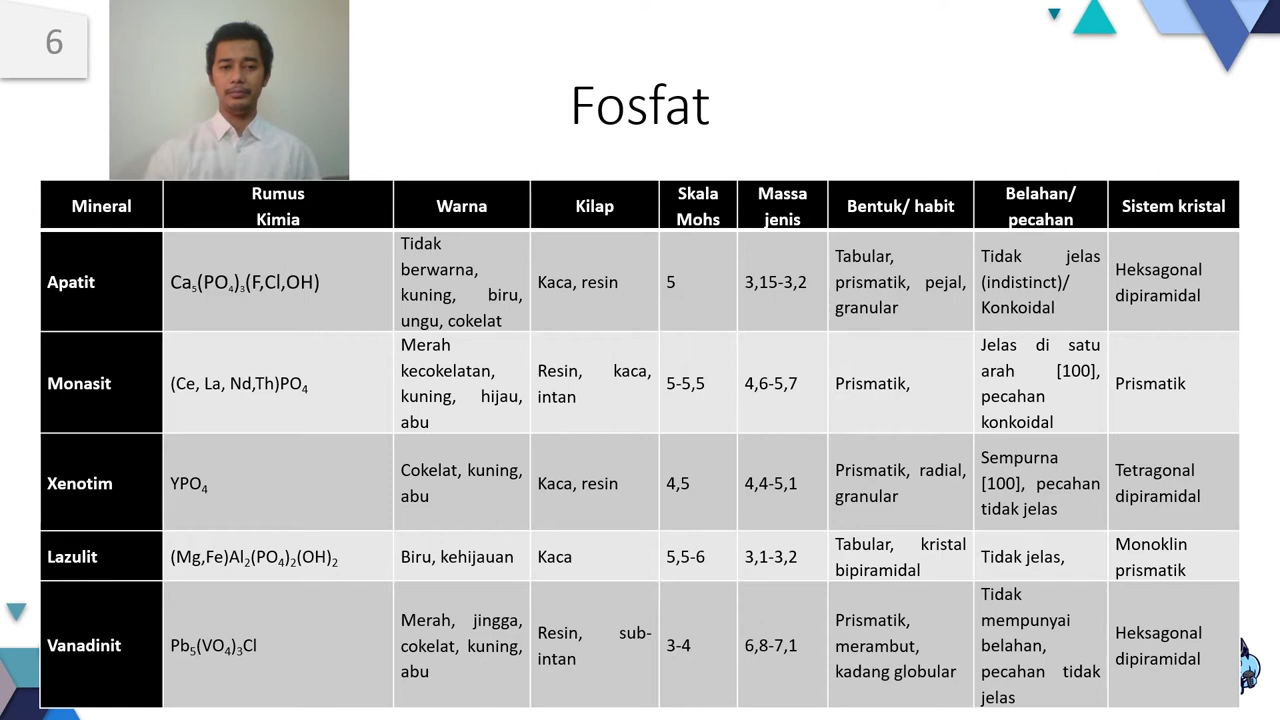 6
Fosfat
Mineral
Rumus
Kimia
Warna
Kilap
Skala
Mohs
Massa
jenis
Bentuk/ habit
Belahan/
pecahan
Sistem kristal
Apatit
Ca₅(PO₄)₃(F,Cl,OH)
Tidak
berwarna,
kuning, biru,
ungu, cokelat
Kaca, resin
5
3,15-3,2
Tabular,
prismatik, pejal,
granular
Tidak jelas
(indistinct)/
Konkoidal
Heksagonal
dipiramidal
Monasit
(Ce, La, Nd,Th)PO₄
Merah
kecokelatan,
kuning, hijau,
abu
Resin, kaca,
intan
5-5,5
4,6-5,7
Prismatik,
Jelas di satu
arah [100],
pecahan
konkoidal
Prismatik
Xenotim
YPO₄
Cokelat, kuning,
abu
Kaca, resin
4,5
4,4-5,1
Prismatik, radial,
granular
Sempurna
[100], pecahan
tidak jelas
Tetragonal
dipiramidal
Lazulit
(Mg,Fe)Al₂(PO₄)₂(OH)₂
Biru, kehijauan
Kaca
5,5-6
3,1-3,2
Tabular, kristal
bipiramidal
Tidak jelas,
Monoklin
prismatik
Vanadinit
Pb₅(VO₄)₃Cl
Merah, jingga,
cokelat, kuning,
abu
Resin, sub-
intan
3-4
6,8-7,1
Prismatik,
merambut,
kadang globular
Tidak
mempunyai
belahan,
pecahan tidak
jelas
Heksagonal
dipiramidal